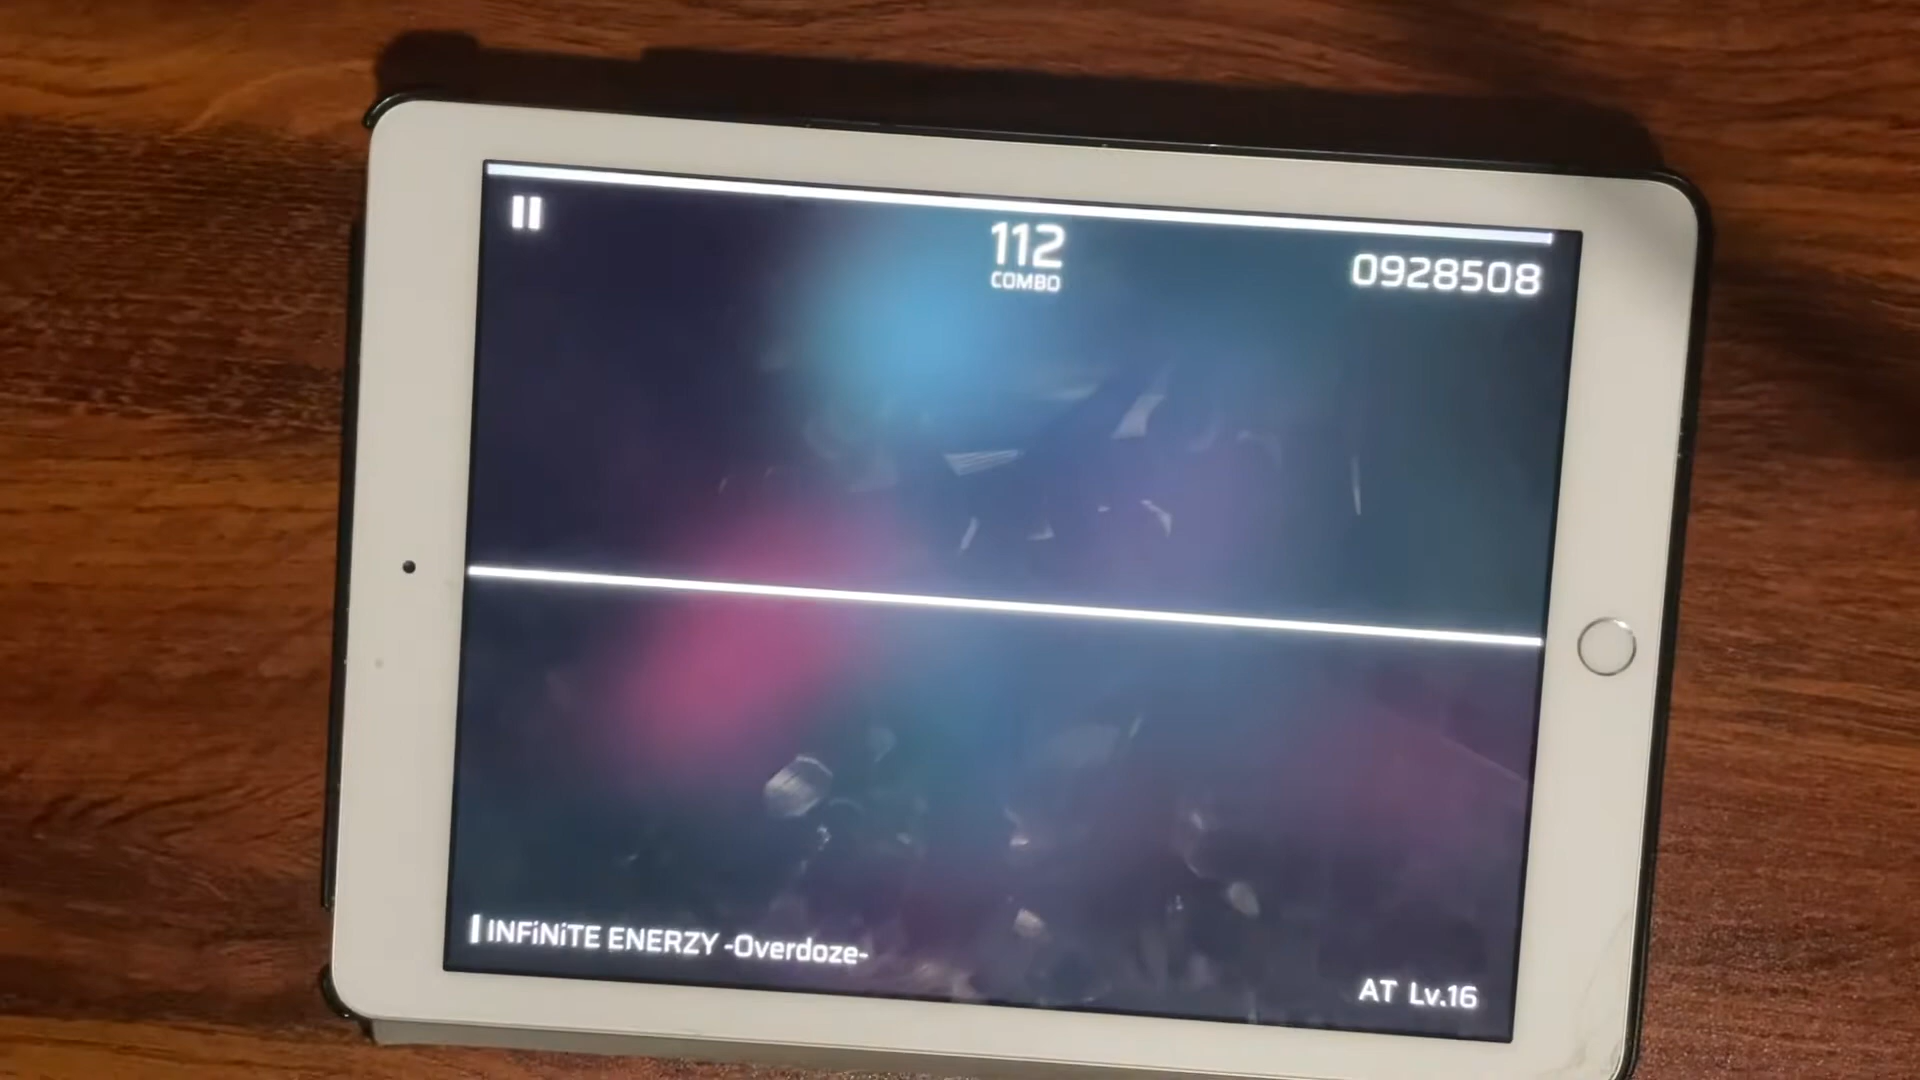 112
COMBO
0928508
INFiNiTE ENERZY -Overdoze-
AT Lv.16